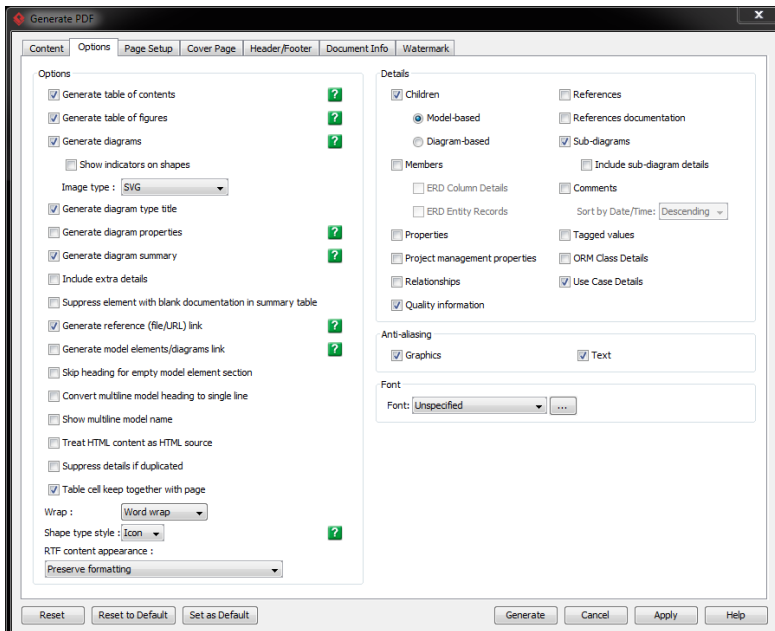 Generate PDF
x
Content Options Page Setup Cover Page Header/Footer Document Info Watermark
Options
Generate table of contents ?
Generate table of figures ?
Generate diagrams ?
Show indicators on shapes
Image type : SVG
Generate diagram type title
Generate diagram properties ?
Generate diagram summary ?
Include extra details
Suppress element with blank documentation in summary table
Generate reference (file/URL) link ?
Generate model elements/diagrams link ?
Skip heading for empty model element section
Convert multiline model heading to single line
Show multiline model name
Treat HTML content as HTML source
Suppress details if duplicated
Table cell keep together with page
Wrap : Word wrap
Shape type style : Icon ?
RTF content appearance :
Preserve formatting
Details
Children References
Model-based References documentation
Diagram-based Sub-diagrams
Members Include sub-diagram details
ERD Column Details Comments
ERD Entity Records Sort by Date/Time: Descending
Properties Tagged values
Project management properties ORM Class Details
Relationships Use Case Details
Quality information
Anti-aliasing
Graphics Text
Font
Font: Unspecified ...
Reset Reset to Default Set as Default Generate Cancel Apply Help